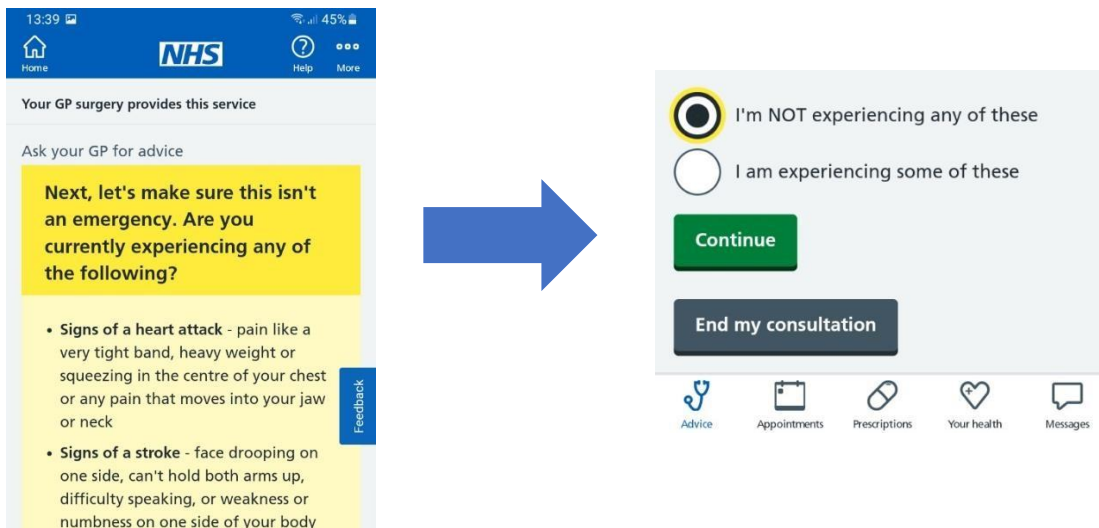 13:39 45%
NHS
Home Help More
Your GP surgery provides this service
Ask your GP for advice
Next, let's make sure this isn't
an emergency. Are you
currently experiencing any of
the following?
• Signs of a heart attack - pain like a
very tight band, heavy weight or
squeezing in the centre of your chest
or any pain that moves into your jaw
or neck
• Signs of a stroke - face drooping on
one side, can't hold both arms up,
difficulty speaking, or weakness or
numbness on one side of your body
Feedback
I'm NOT experiencing any of these
I am experiencing some of these
Continue
End my consultation
Advice Appointments Prescriptions Your health Messages